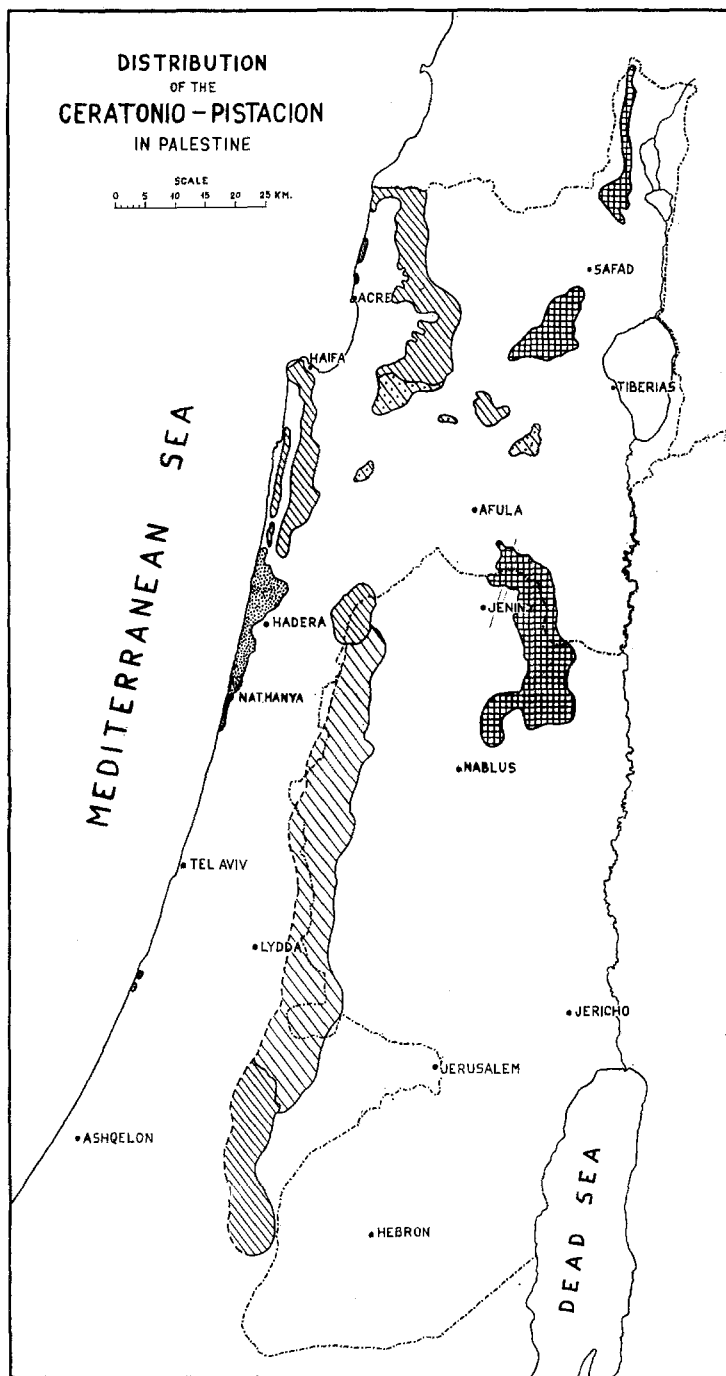 DISTRIBUTION
OF THE
CERATONIO – PISTACION
IN PALESTINE
SCALE
0 5 10 15 20 25 KM.
SAFAD
ACRE
HAIFA
TIBERIAS
MEDITERRANEAN SEA
AFULA
JENIN
HADERA
NATHANYA
NABLUS
TEL AVIV
LYDDA
JERICHO
JERUSALEM
ASHQELON
HEBRON
DEAD SEA